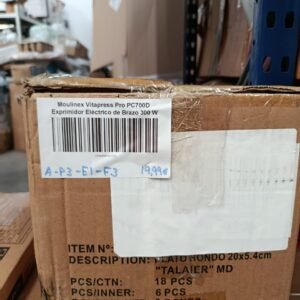 Moulinex Vitapress Pro PC700D
Exprimidor Eléctrico de Brazo 300 W
A-P3-E1-F3 19,99€
ITEM Nº:
DESCRIPTION: PLATO HONDO 20x5.4cm
"TALAIER" MD
PCS/CTN: 18 PCS
PCS/INNER: 6 PCS